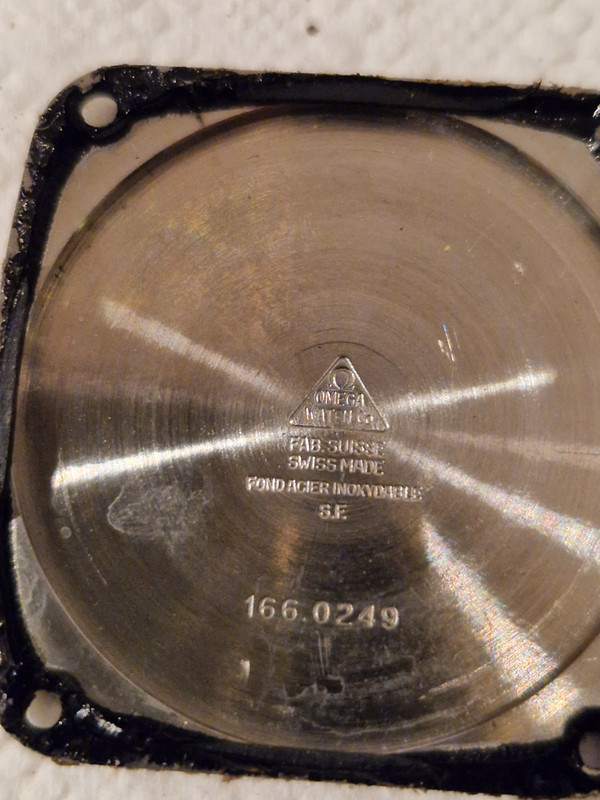 Ω
OMEGA
WATCH Co
FAB. SUISSE
SWISS MADE
FOND ACIER INOXYDABLE
S.F
166.0249